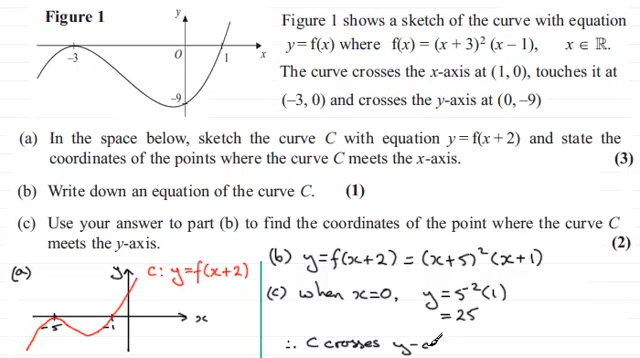 Figure 1
y
-3
O
1
x
-9
Figure 1 shows a sketch of the curve with equation
y = f(x) where f(x) = (x + 3)² (x − 1), x ∈ ℝ.
The curve crosses the x-axis at (1, 0), touches it at
(−3, 0) and crosses the y-axis at (0, −9)
(a) In the space below, sketch the curve C with equation y = f(x + 2) and state the
coordinates of the points where the curve C meets the x-axis. (3)
(b) Write down an equation of the curve C. (1)
(c) Use your answer to part (b) to find the coordinates of the point where the curve C
meets the y-axis. (2)
(a)
y
C: y=f(x+2)
-5
-1
x
(b) y=f(x+2) = (x+5)²(x+1)
(c) when x=0, y=5²(1)
= 25
∴ C crosses y-a